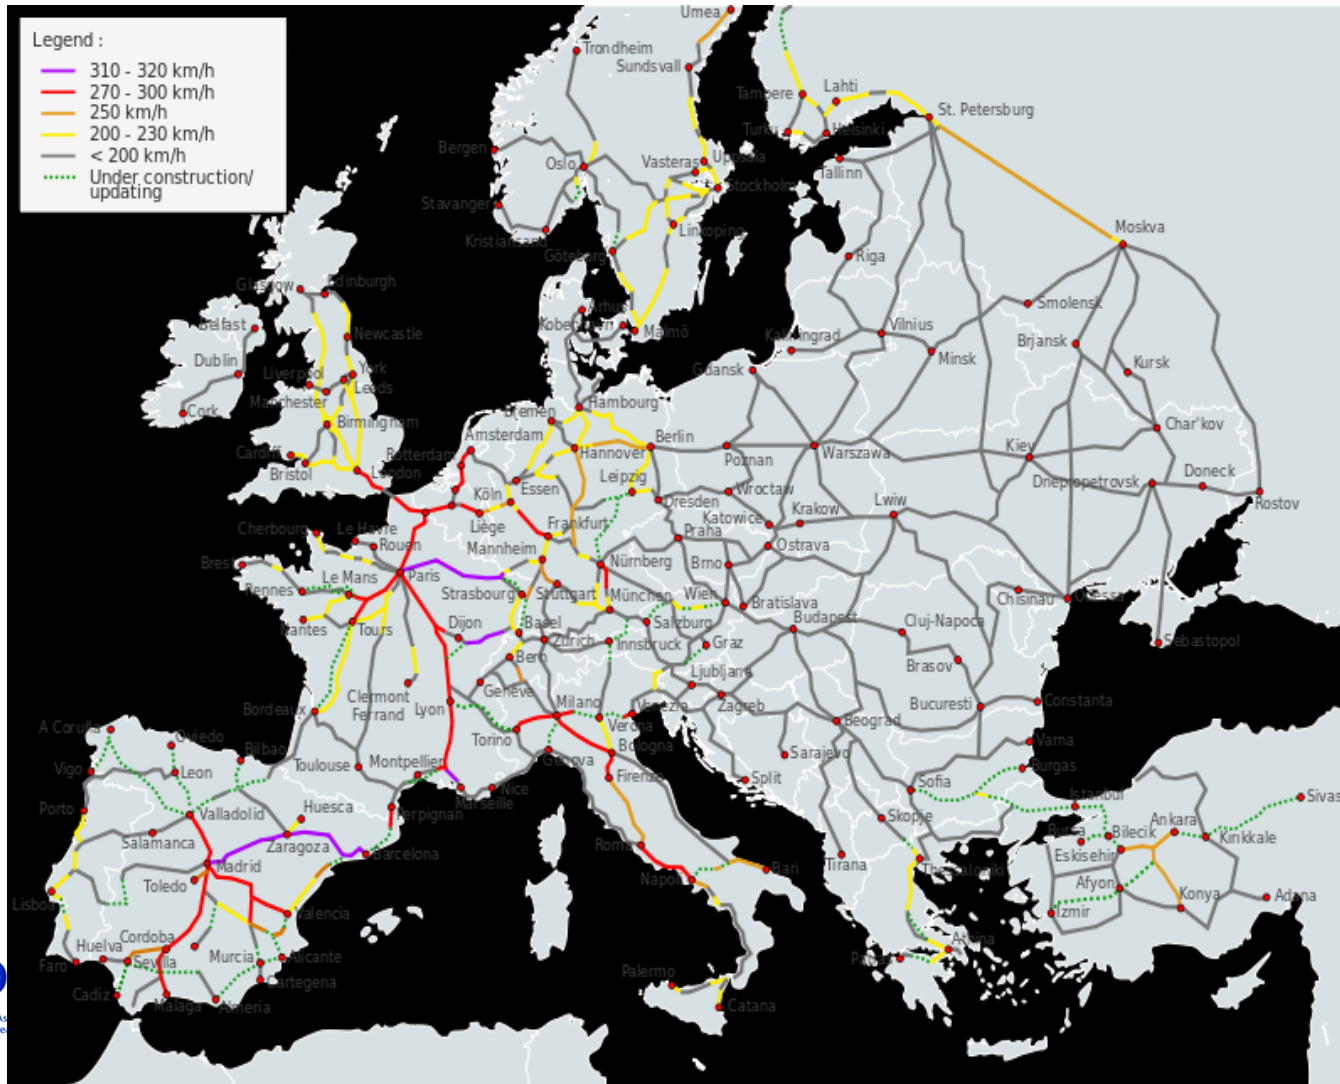 Legend :
310 - 320 km/h
270 - 300 km/h
250 km/h
200 - 230 km/h
< 200 km/h
Under construction/
updating
Umea
Trondheim
Sundsvall
Tampere
Lahti
St. Petersburg
Turku
Helsinki
Bergen
Oslo
Vasteras
Uppsala
Tallinn
Stockholm
Stavanger
Kristiansand
Linkoping
Göteborg
Moskva
Riga
Glasgow
Edinburgh
Smolensk
Arhus
Belfast
Newcastle
Malmö
Kaliningrad
Vilnius
Brjansk
Minsk
Dublin
Liverpool
York
Leeds
Gdansk
Kursk
Manchester
Cork
Birmingham
Bremen
Hambourg
Char'kov
Amsterdam
Berlin
Cardiff
Rotterdam
Hannover
Warszawa
Kiev
Bristol
London
Poznan
Leipzig
Essen
Köln
Doneck
Dnepropetrovsk
Wroctaw
Dresden
Lwiw
Rostov
Katowice
Krakow
Cherbourg
Le Havre
Liège
Frankfurt
Praha
Rouen
Mannheim
Ostrava
Brest
Le Mans
Paris
Nürnberg
Brno
Rennes
Strasbourg
Stuttgart
München
Wien
Bratislava
Chisinau
Odessa
Nantes
Tours
Dijon
Basel
Salzburg
Budapest
Cluj-Napoca
Zürich
Innsbruck
Graz
Sebastopol
Bern
Brasov
Ljubljana
Clermont
Ferrand
Geneve
Lyon
Milano
Venezia
Zagreb
Bucuresti
Constanta
Bordeaux
Verona
Beograd
A Coruña
Oviedo
Torino
Varna
Bilbao
Toulouse
Montpellier
Genova
Bologna
Sarajevo
Vigo
Leon
Firenze
Split
Sofia
Burgas
Marseille
Nice
Porto
Valladolid
Huesca
Perpignan
Skopje
Istanbul
Sivas
Ankara
Bursa
Bilecik
Kirikkale
Salamanca
Zaragoza
Barcelona
Roma
Eskisehir
Madrid
Tirana
Thessaloniki
Toledo
Napoli
Bari
Afyon
Konya
Adana
Lisboa
Valencia
Izmir
Cordoba
Huelva
Athina
Faro
Sevilla
Murcia
Alicante
Palermo
Cartegena
Cadiz
Malaga
Almeria
Catana